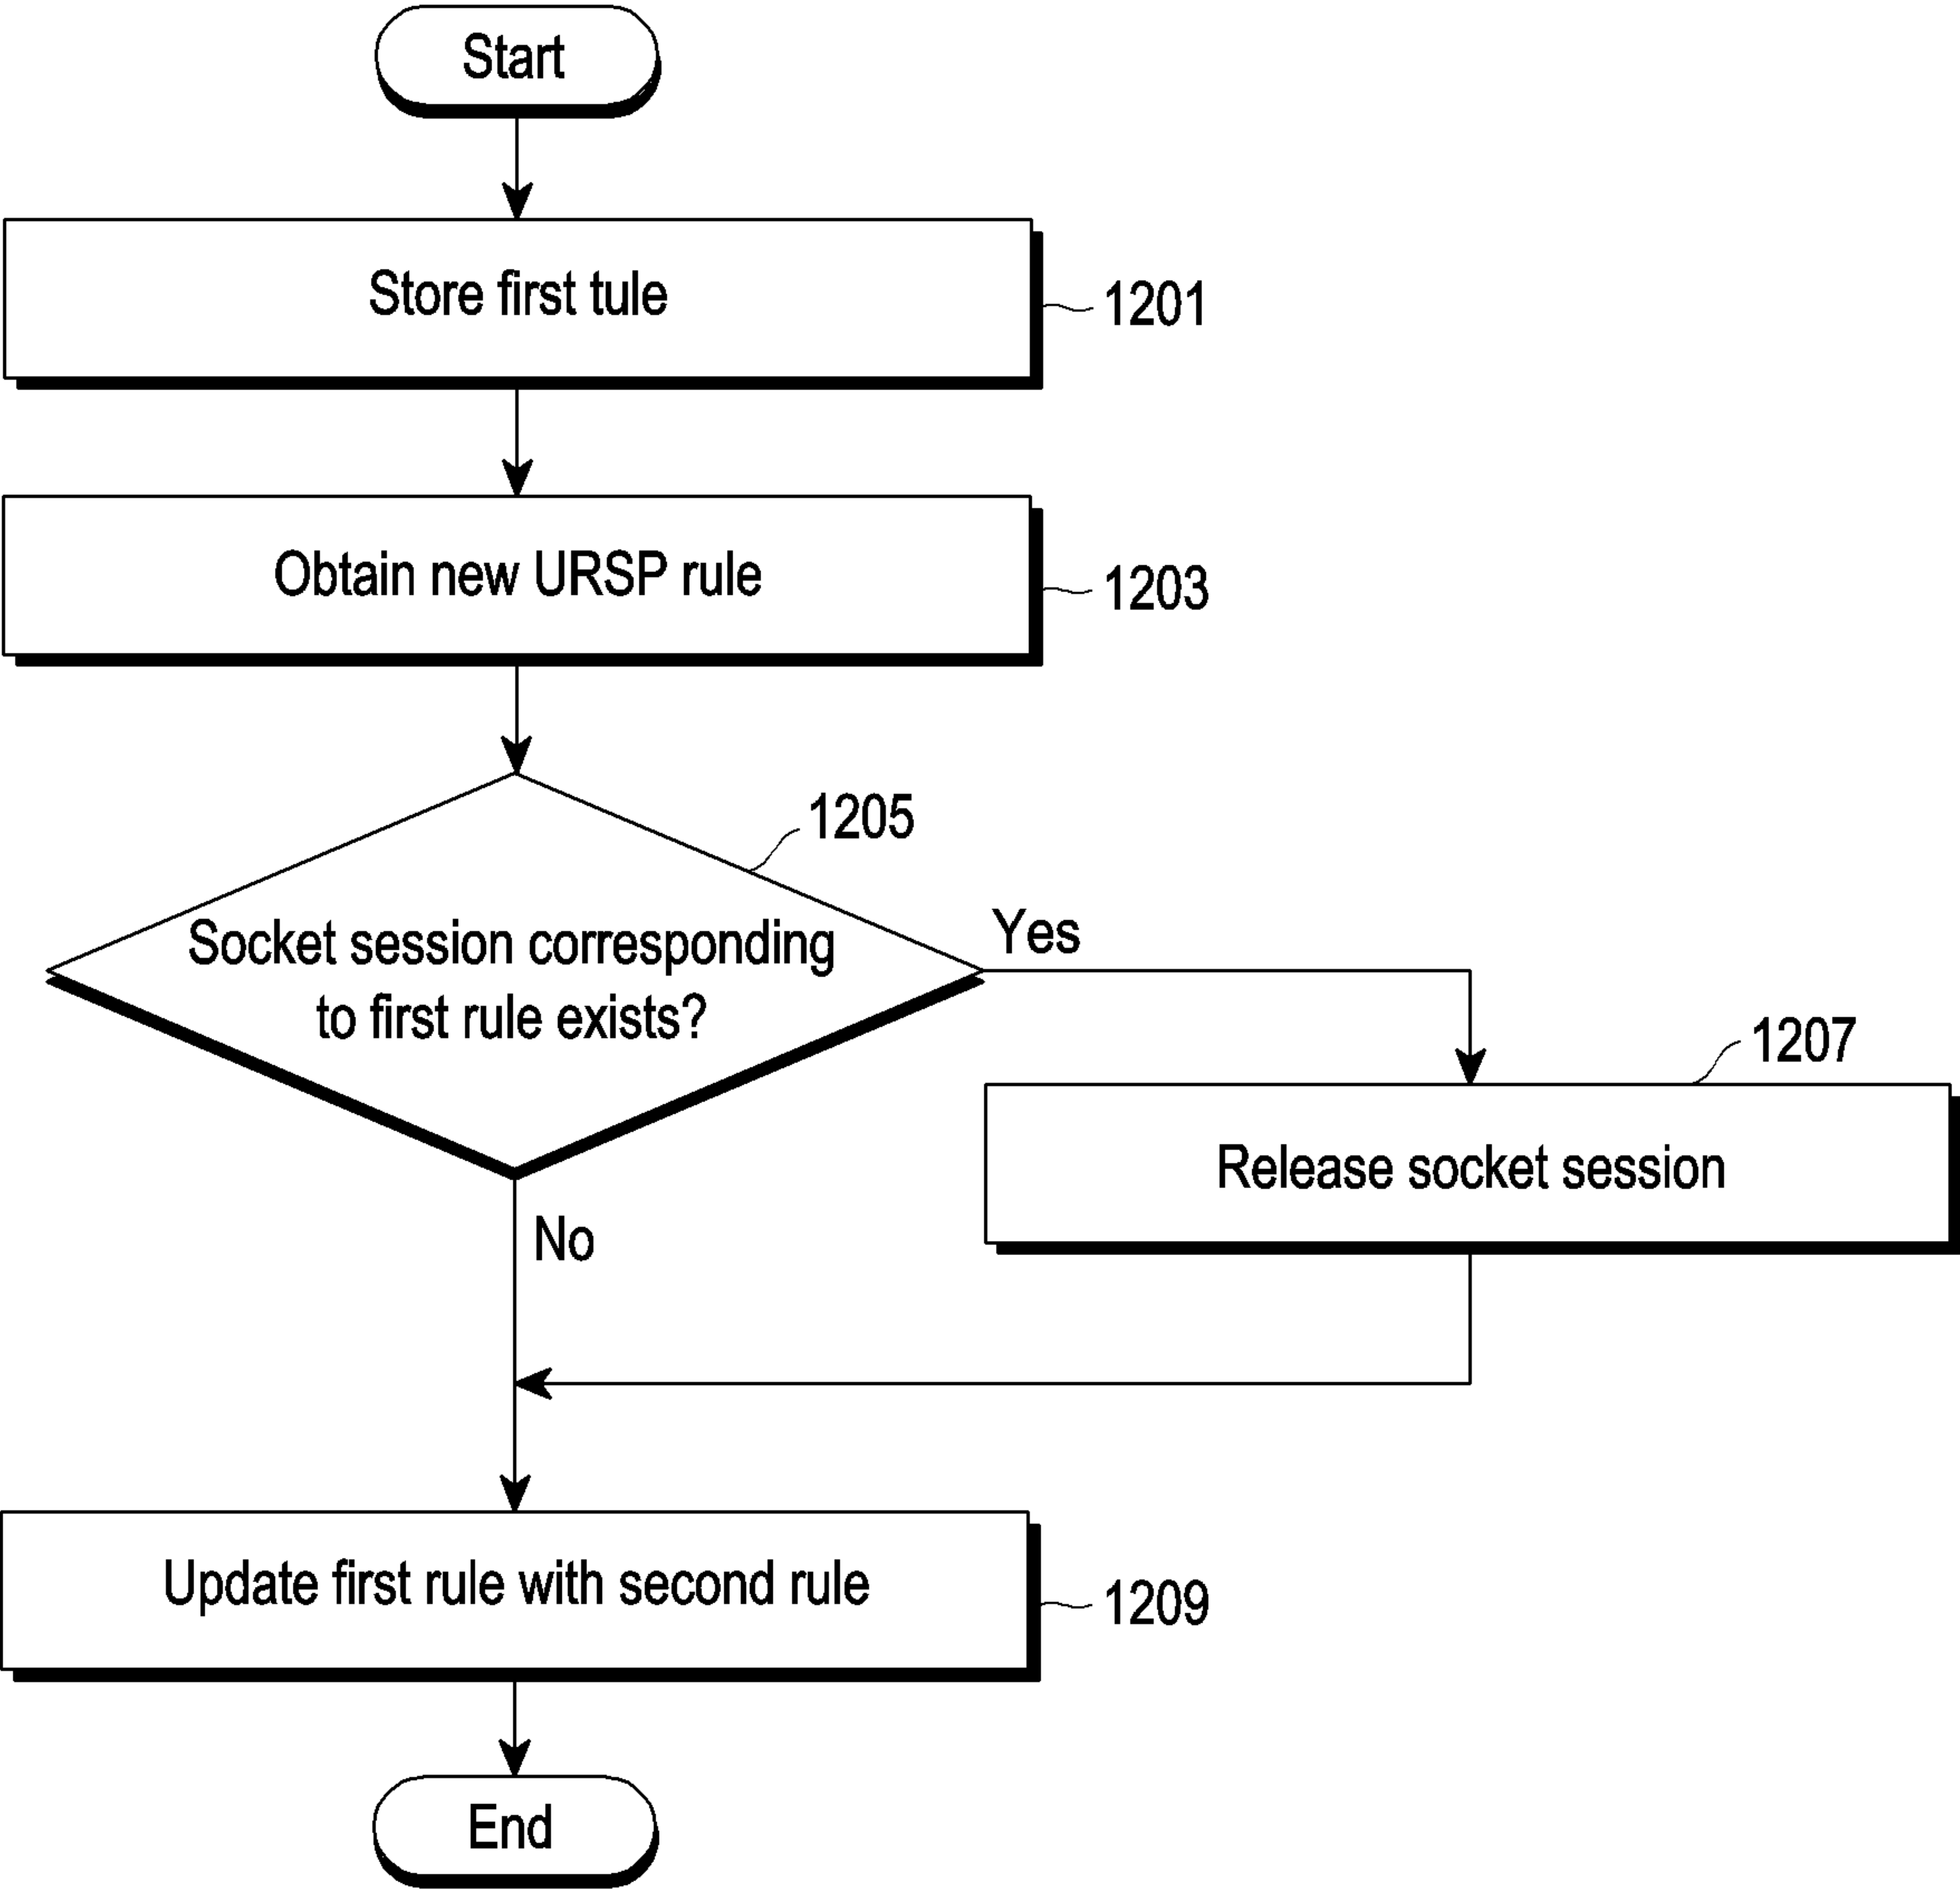 Start
Store first tule
1201
Obtain new URSP rule
1203
1205
Socket session corresponding
to first rule exists?
Yes
1207
Release socket session
No
Update first rule with second rule
1209
End